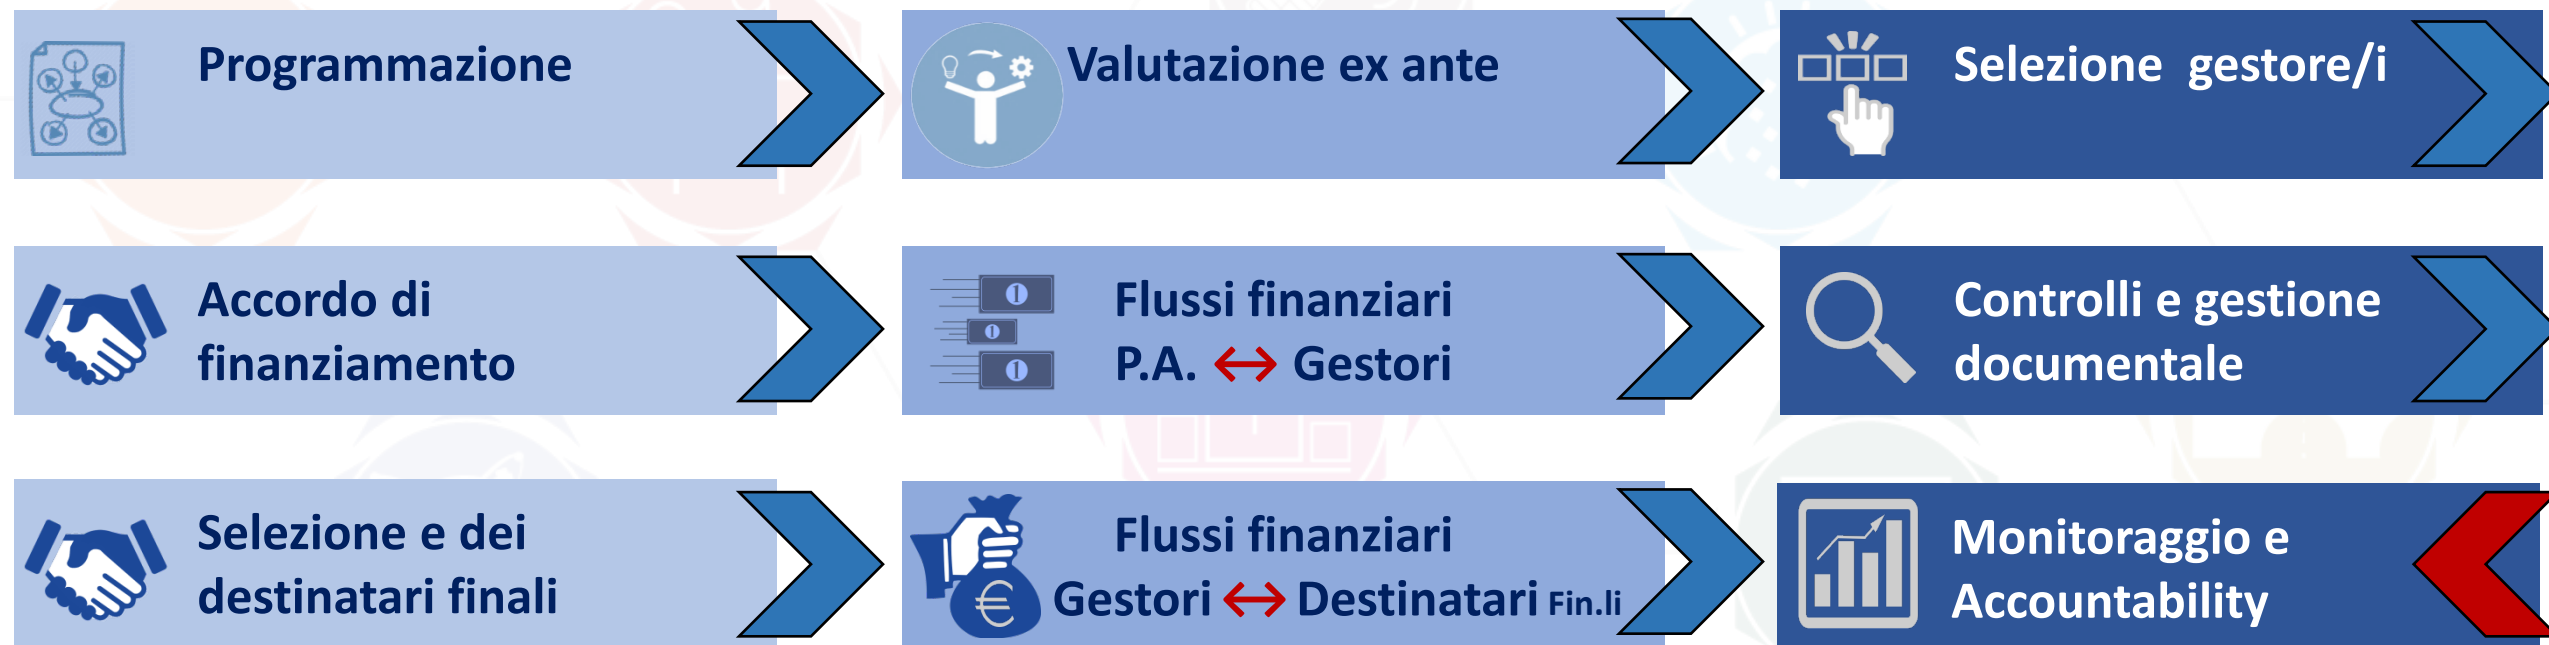 Programmazione
Valutazione ex ante
Selezione gestore/i
Accordo di
finanziamento
Flussi finanziari
P.A. ↔ Gestori
Controlli e gestione
documentale
Selezione e dei
destinatari finali
Flussi finanziari
Gestori ↔ Destinatari Fin.li
Monitoraggio e
Accountability